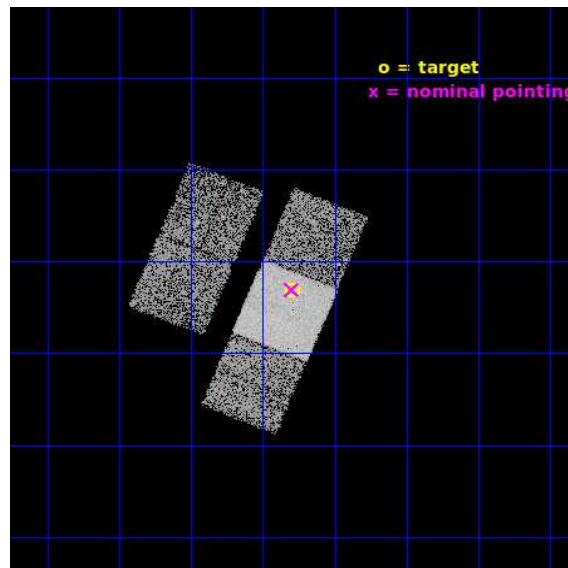 o = target
x = nominal pointing